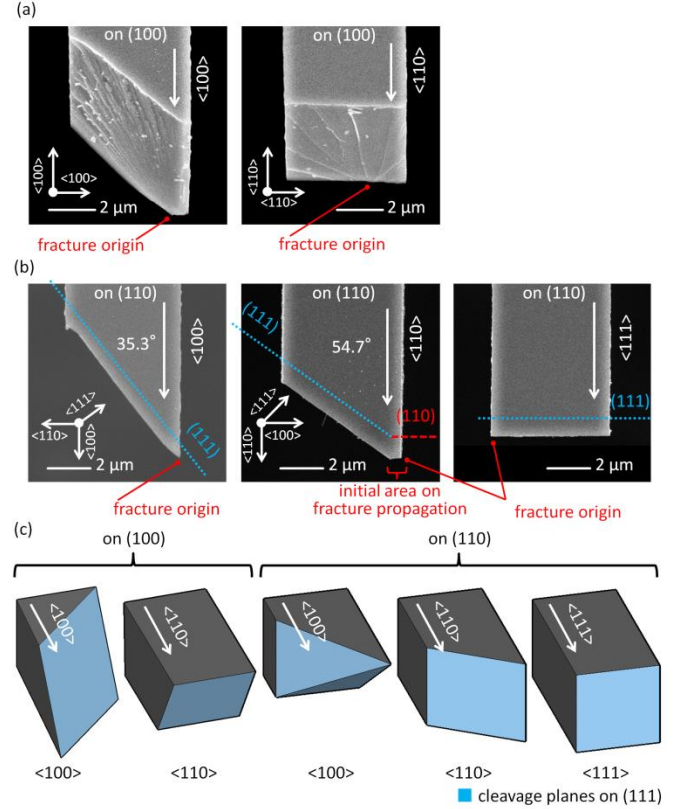 (a)
on (100)
<100>
<100>
<100>
2 μm
fracture origin
on (100)
<110>
<110>
<110>
2 μm
fracture origin
(b)
on (110)
35.3°
<100>
<111>
<110>
<100>
(111)
2 μm
fracture origin
on (110)
(111)
54.7°
<110>
<111>
<100>
<110>
(110)
2 μm
initial area on
fracture propagation
on (110)
<111>
(111)
2 μm
fracture origin
(c)
on (100)
on (110)
<100>
<110>
<100>
<110>
<111>
<100>
<110>
<100>
<110>
<111>
cleavage planes on (111)